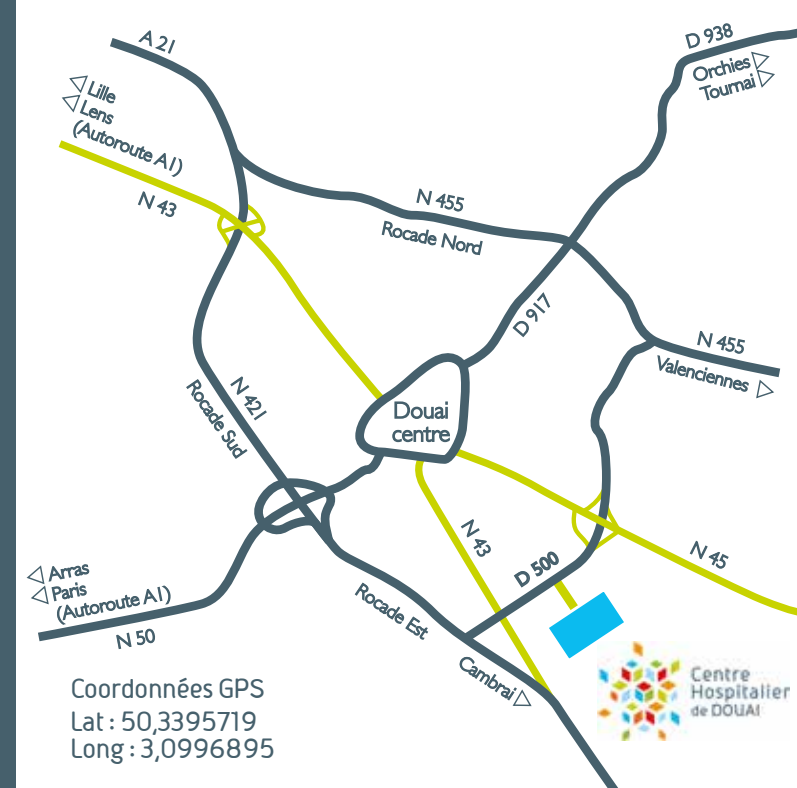 A 21
D 938
Orchies
Tournai
Lille
Lens
(Autoroute A1)
N 43
N 455
Rocade Nord
D 917
N 455
Valenciennes
N 421
Rocade Sud
Douai
centre
N 43
N 45
D 500
Arras
Paris
(Autoroute A1)
N 50
Rocade Est
Cambrai
Coordonnées GPS
Lat : 50,3395719
Long : 3,0996895
Centre
Hospitalier
de DOUAI